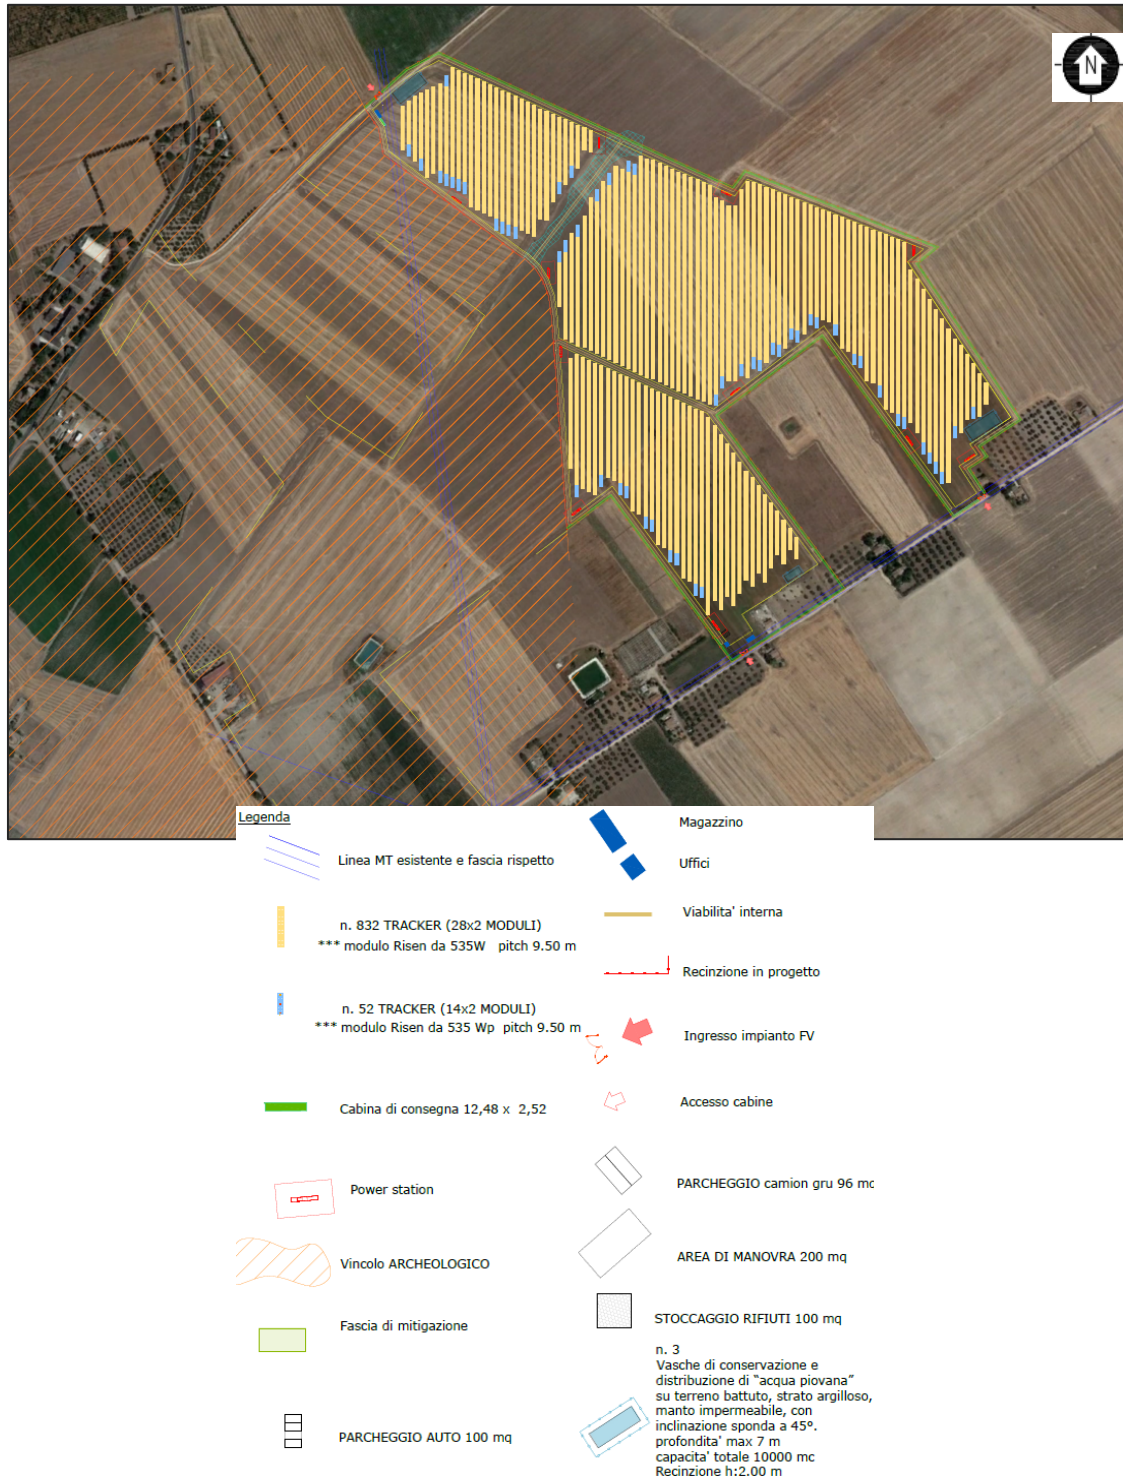 N
Legenda
Linea MT esistente e fascia rispetto
n. 832 TRACKER (28x2 MODULI)
*** modulo Risen da 535W pitch 9.50 m
n. 52 TRACKER (14x2 MODULI)
*** modulo Risen da 535 Wp pitch 9.50 m
Cabina di consegna 12,48 x 2,52
Power station
Vincolo ARCHEOLOGICO
Fascia di mitigazione
PARCHEGGIO AUTO 100 mq
Magazzino
Uffici
Viabilita' interna
Recinzione in progetto
Ingresso impianto FV
Accesso cabine
PARCHEGGIO camion gru 96 mc
AREA DI MANOVRA 200 mq
STOCCAGGIO RIFIUTI 100 mq
n. 3
Vasche di conservazione e
distribuzione di "acqua piovana"
su terreno battuto, strato argilloso,
manto impermeabile, con
inclinazione sponda a 45°.
profondita' max 7 m
capacita' totale 10000 mc
Recinzione h:2.00 m